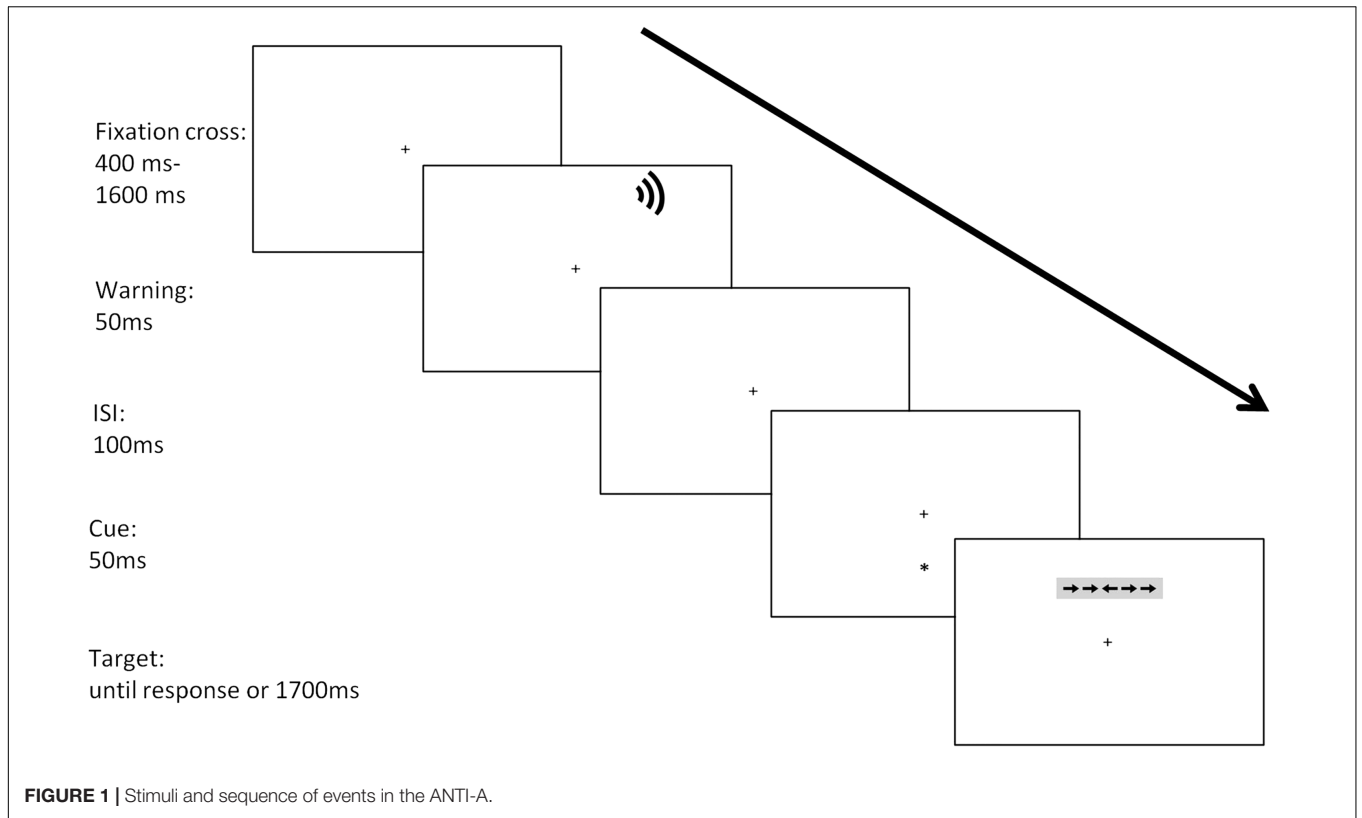 Fixation cross:
400 ms-
1600 ms
Warning:
50ms
ISI:
100ms
Cue:
50ms
*
Target:
until response or 1700ms
FIGURE 1 | Stimuli and sequence of events in the ANTI-A.